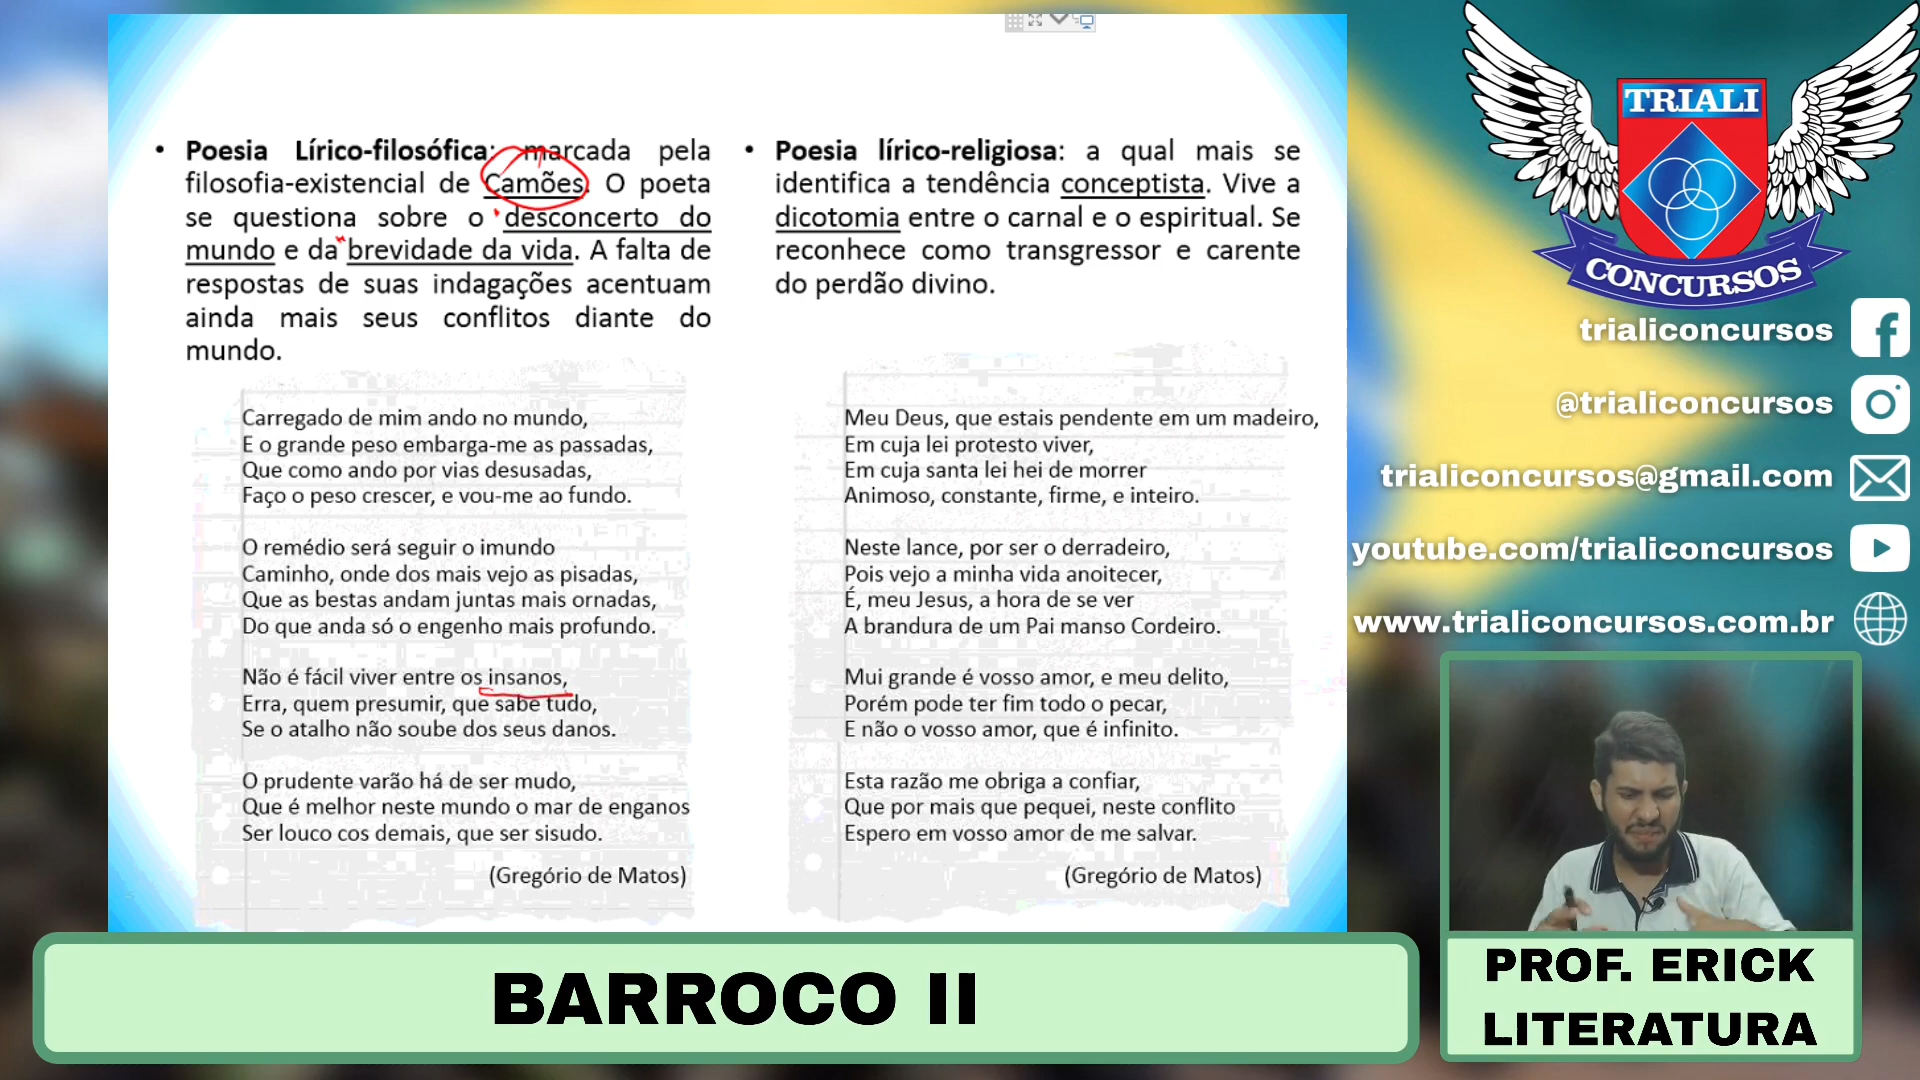 • Poesia Lírico-filosófica: marcada pela
filosofia-existencial de Camões. O poeta
se questiona sobre o desconcerto do
mundo e da brevidade da vida. A falta de
respostas de suas indagações acentuam
ainda mais seus conflitos diante do
mundo.
Carregado de mim ando no mundo,
E o grande peso embarga-me as passadas,
Que como ando por vias desusadas,
Faço o peso crescer, e vou-me ao fundo.
O remédio será seguir o imundo
Caminho, onde dos mais vejo as pisadas,
Que as bestas andam juntas mais ornadas,
Do que anda só o engenho mais profundo.
Não é fácil viver entre os insanos,
Erra, quem presumir, que sabe tudo,
Se o atalho não soube dos seus danos.
O prudente varão há de ser mudo,
Que é melhor neste mundo o mar de enganos
Ser louco cos demais, que ser sisudo.
(Gregório de Matos)
• Poesia lírico-religiosa: a qual mais se
identifica a tendência conceptista. Vive a
dicotomia entre o carnal e o espiritual. Se
reconhece como transgressor e carente
do perdão divino.
Meu Deus, que estais pendente em um madeiro,
Em cuja lei protesto viver,
Em cuja santa lei hei de morrer
Animoso, constante, firme, e inteiro.
Neste lance, por ser o derradeiro,
Pois vejo a minha vida anoitecer,
É, meu Jesus, a hora de se ver
A brandura de um Pai manso Cordeiro.
Mui grande é vosso amor, e meu delito,
Porém pode ter fim todo o pecar,
E não o vosso amor, que é infinito.
Esta razão me obriga a confiar,
Que por mais que pequei, neste conflito
Espero em vosso amor de me salvar.
(Gregório de Matos)
TRIALI
CONCURSOS
trialiconcursos
@trialiconcursos
trialiconcursos@gmail.com
youtube.com/trialiconcursos
www.trialiconcursos.com.br
BARROCO II
PROF. ERICK
LITERATURA